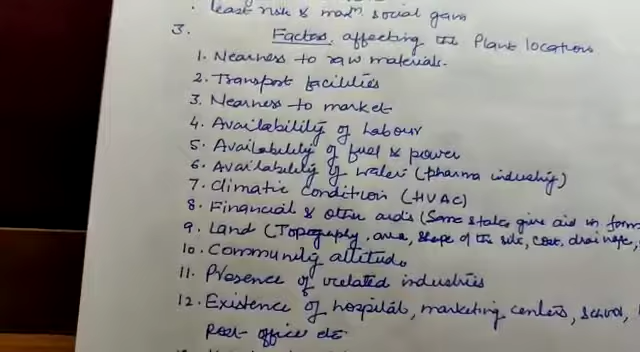 least risk & maxm social gain
3. Factors affecting the Plant location
1. Nearness to raw materials.
2. Transport facilities
3. Nearness to market
4. Availability of Labour
5. Availability of fuel & power
6. Availability of water (pharma industry)
7. Climatic condition (HVAC)
8. Financial & other aids (Some states give aid in form
9. Land (Topography, area, shape of the site, cost, drainage,
10. Community attitude
11. Presence of related industries
12. Existence of hospitals, marketing centers, school,
Post-office etc